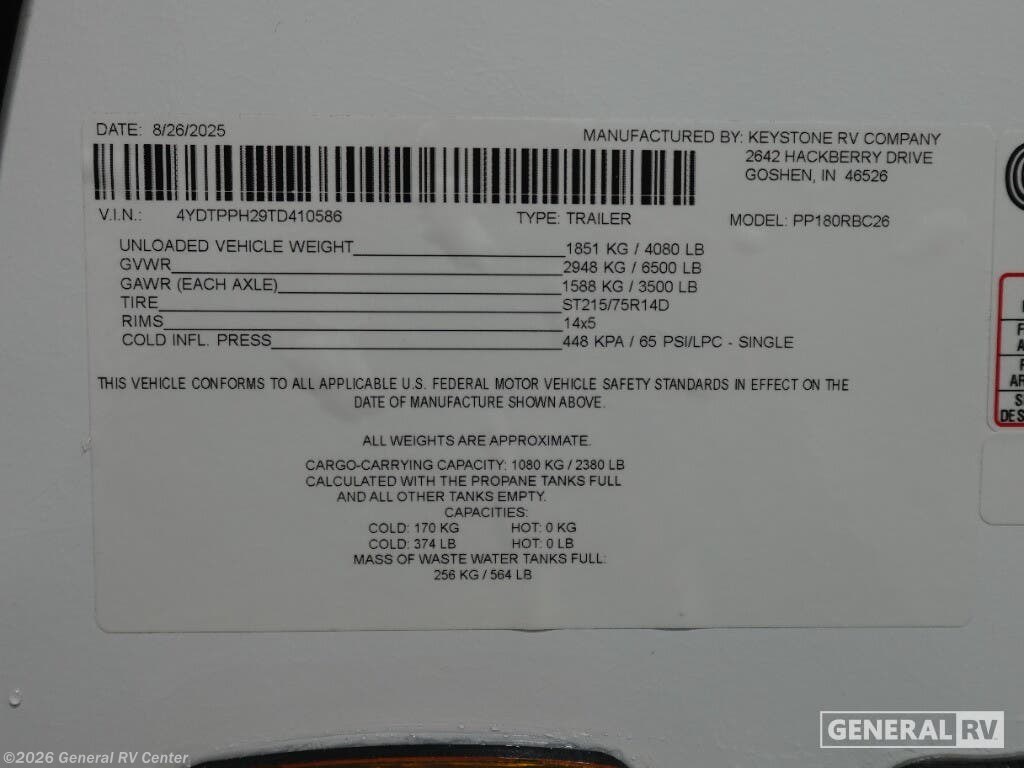 DATE: 8/26/2025
MANUFACTURED BY: KEYSTONE RV COMPANY
2642 HACKBERRY DRIVE
GOSHEN, IN 46526
V.I.N.: 4YDTPPH29TD410586 TYPE: TRAILER MODEL: PP180RBC26
UNLOADED VEHICLE WEIGHT 1851 KG / 4080 LB
GVWR 2948 KG / 6500 LB
GAWR (EACH AXLE) 1588 KG / 3500 LB
TIRE ST215/75R14D
RIMS 14x5
COLD INFL. PRESS 448 KPA / 65 PSI/LPC - SINGLE
THIS VEHICLE CONFORMS TO ALL APPLICABLE U.S. FEDERAL MOTOR VEHICLE SAFETY STANDARDS IN EFFECT ON THE
DATE OF MANUFACTURE SHOWN ABOVE.
ALL WEIGHTS ARE APPROXIMATE.
CARGO-CARRYING CAPACITY: 1080 KG / 2380 LB
CALCULATED WITH THE PROPANE TANKS FULL
AND ALL OTHER TANKS EMPTY.
CAPACITIES:
COLD: 170 KG HOT: 0 KG
COLD: 374 LB HOT: 0 LB
MASS OF WASTE WATER TANKS FULL:
256 KG / 564 LB
GENERAL RV
©2026 General RV Center